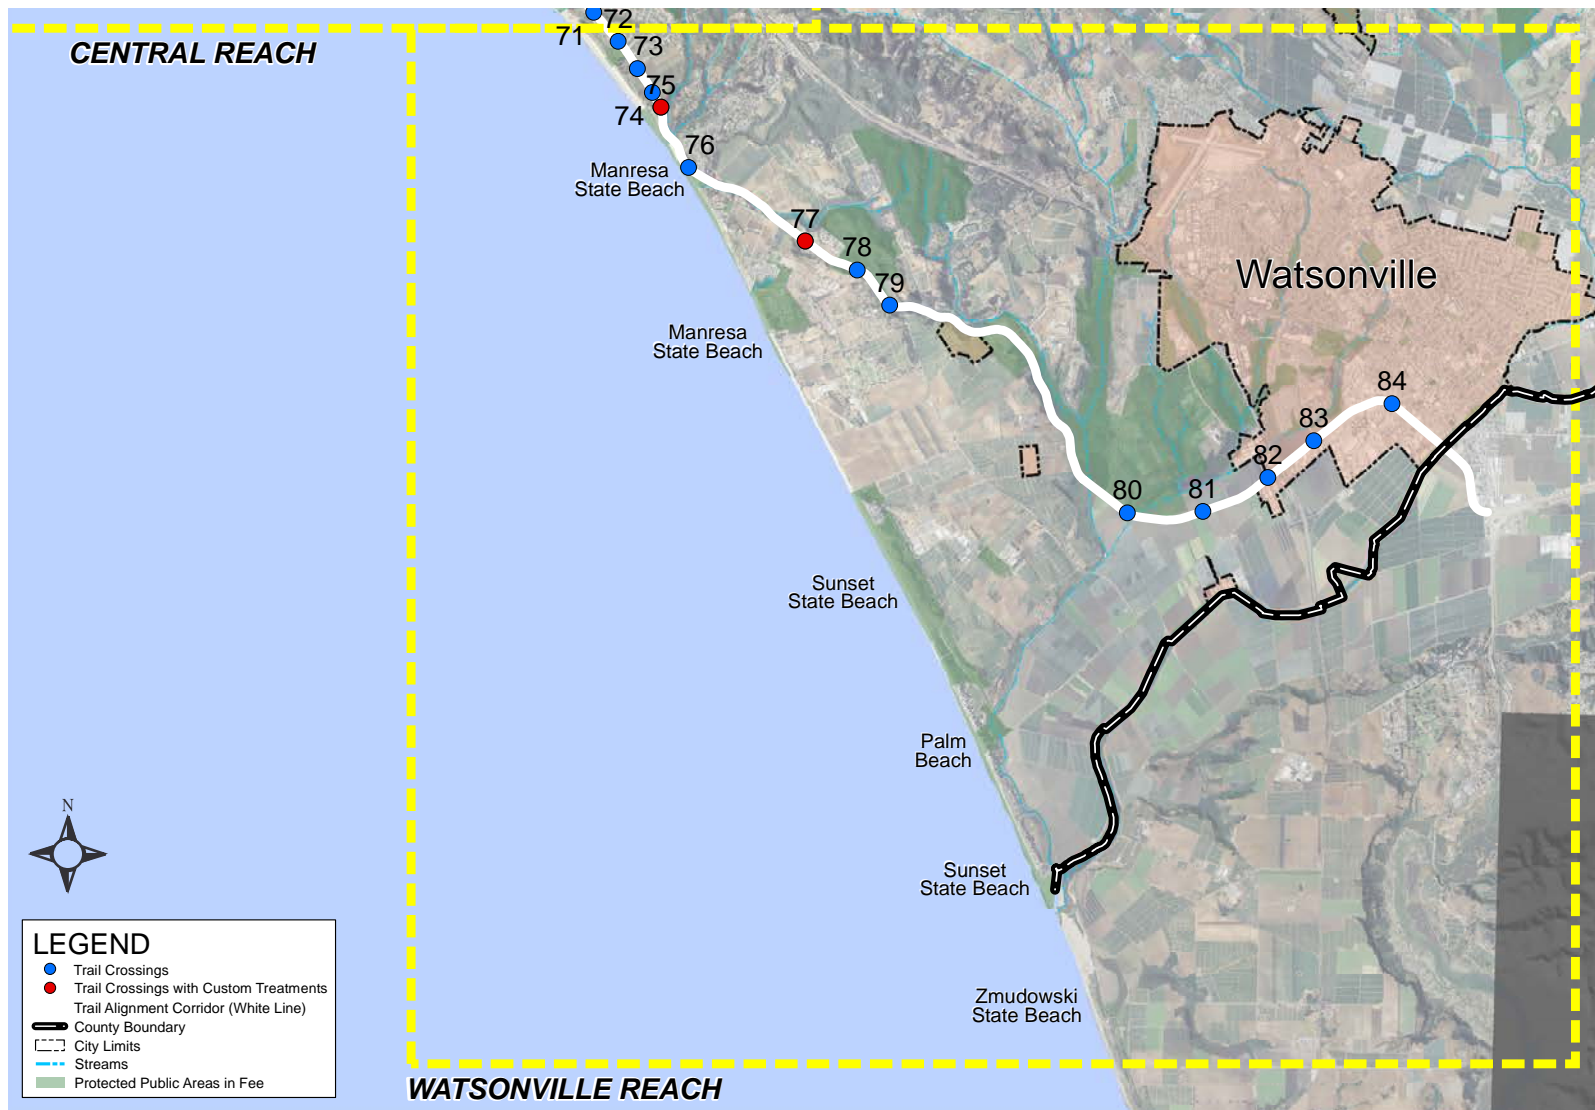 CENTRAL REACH
72
71
73
75
74
76
Manresa
State Beach
77
78
79
Watsonville
Manresa
State Beach
84
83
82
80
81
Sunset
State Beach
Palm
Beach
N
Sunset
State Beach
Zmudowski
State Beach
LEGEND
Trail Crossings
Trail Crossings with Custom Treatments
Trail Alignment Corridor (White Line)
County Boundary
City Limits
Streams
Protected Public Areas in Fee
WATSONVILLE REACH